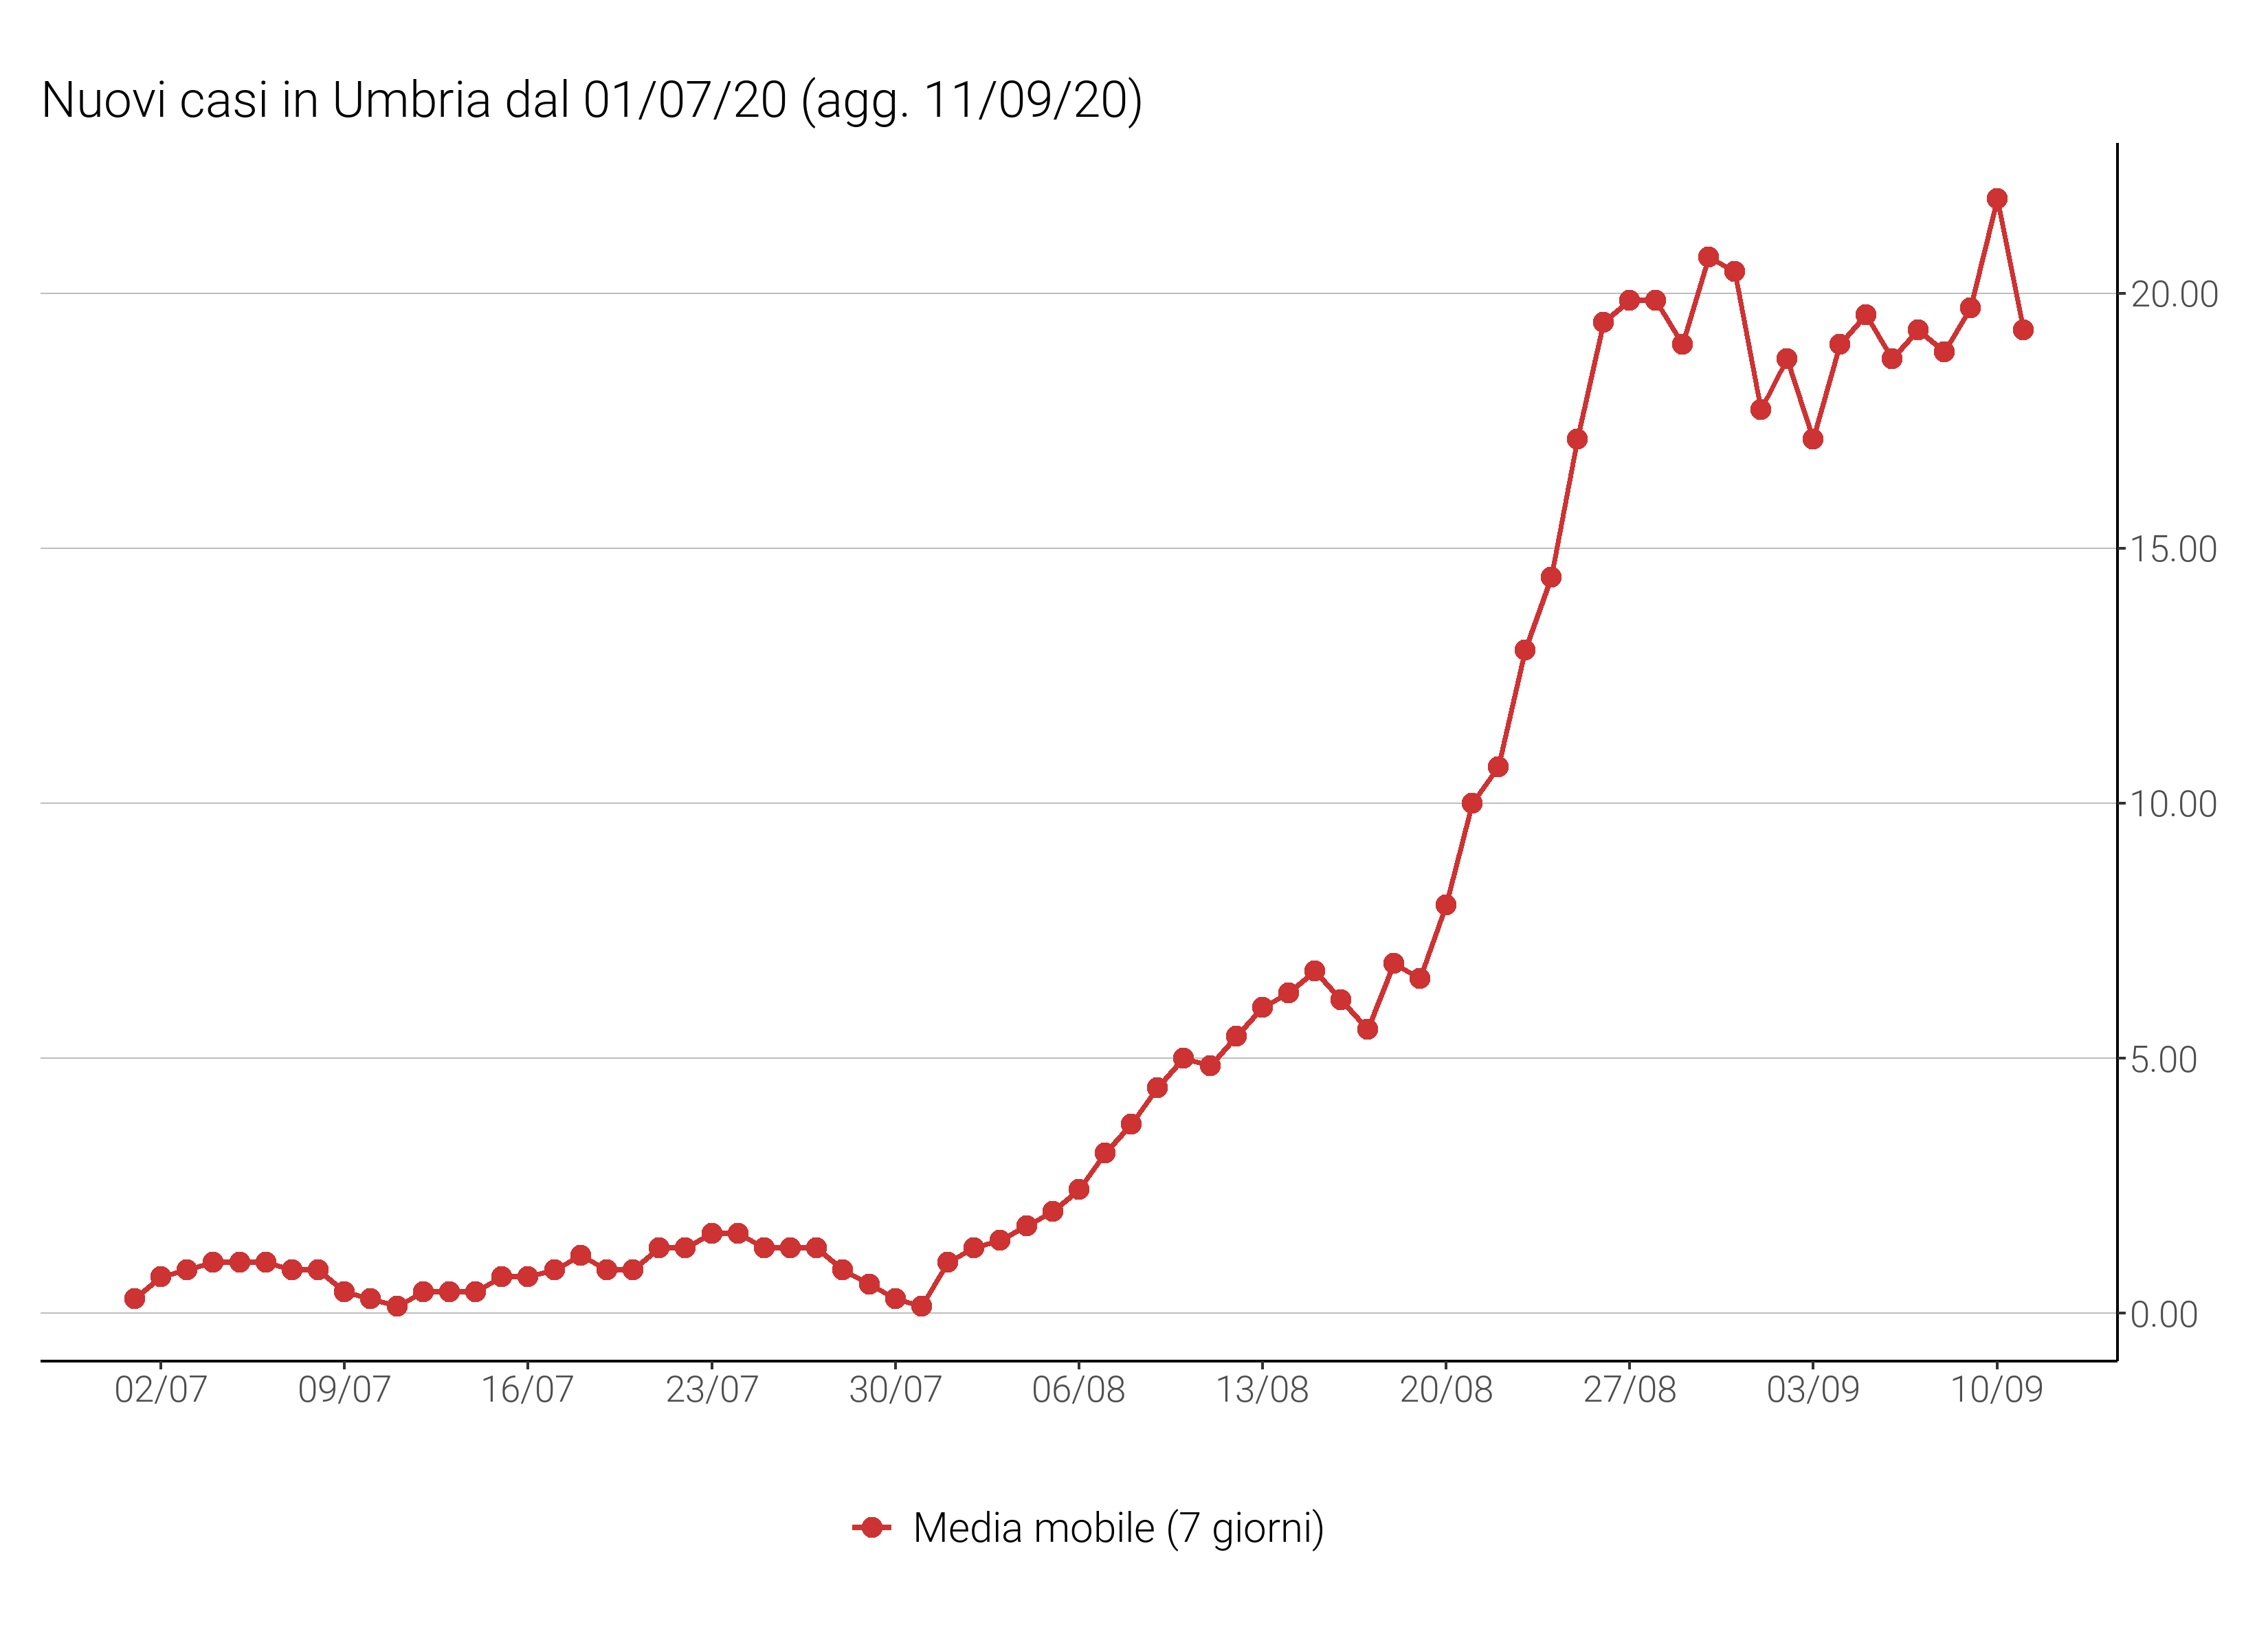 Nuovi casi in Umbria dal 01/07/20 (agg. 11/09/20)
20.00
15.00
10.00
5.00
0.00
02/07 09/07 16/07 23/07 30/07 06/08 13/08 20/08 27/08 03/09 10/09
Media mobile (7 giorni)